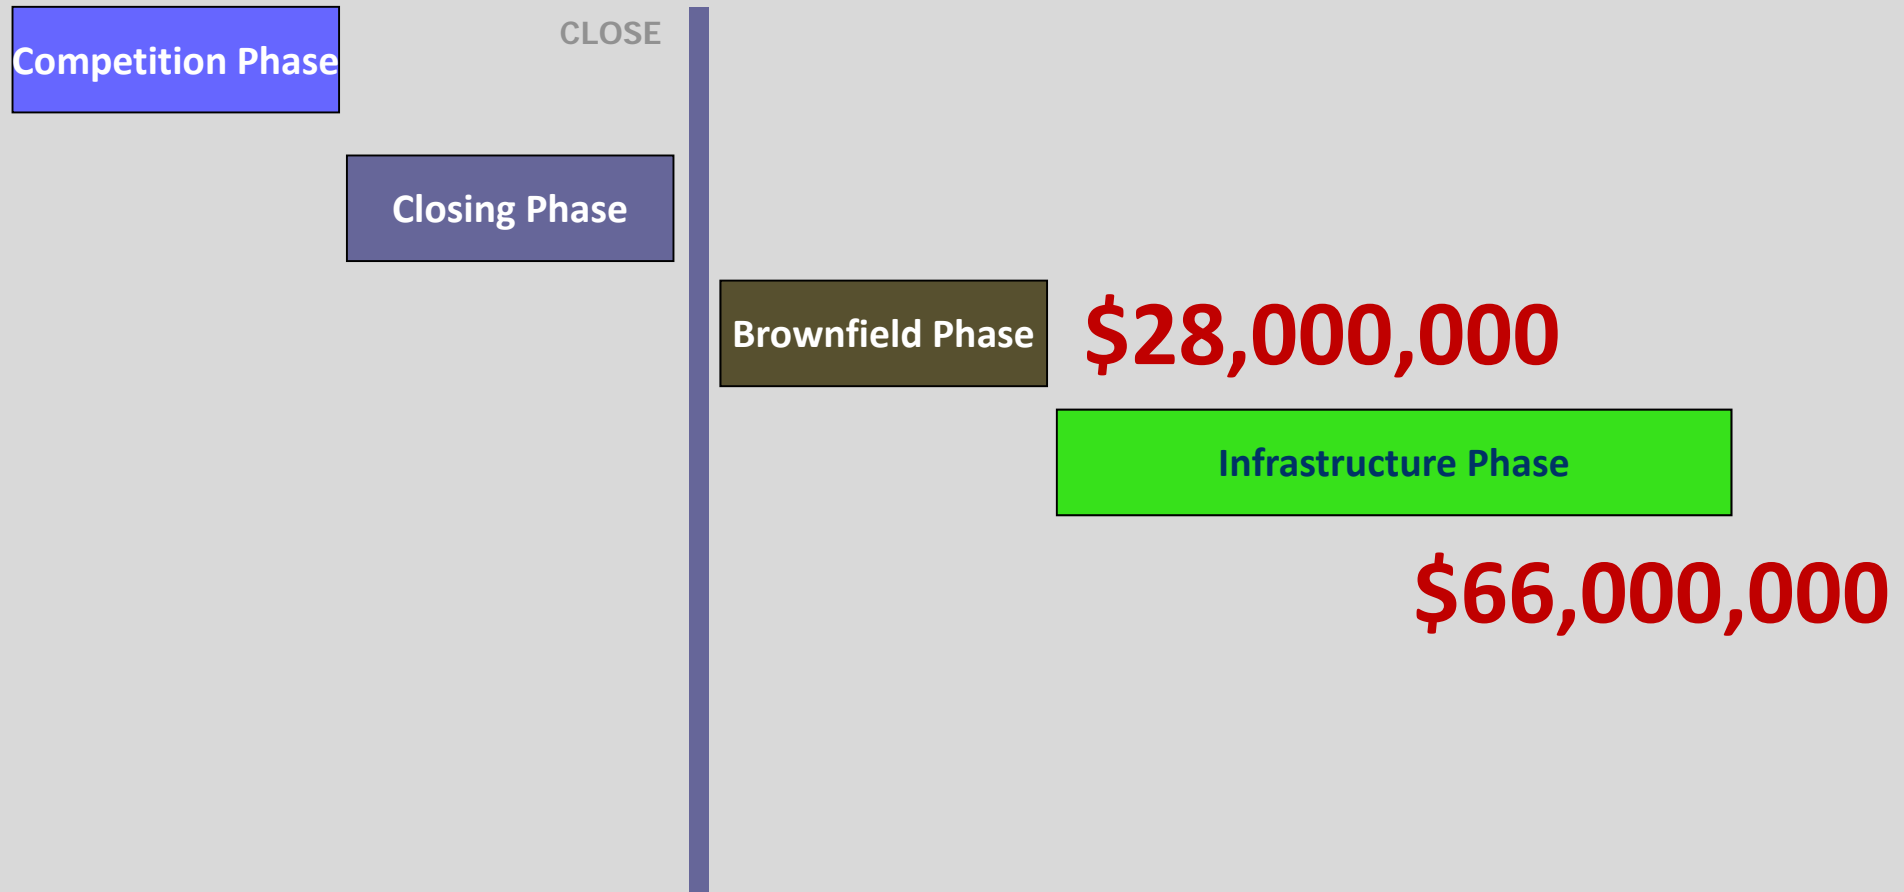 Competition Phase
CLOSE
Closing Phase
Brownfield Phase
$28,000,000
Infrastructure Phase
$66,000,000